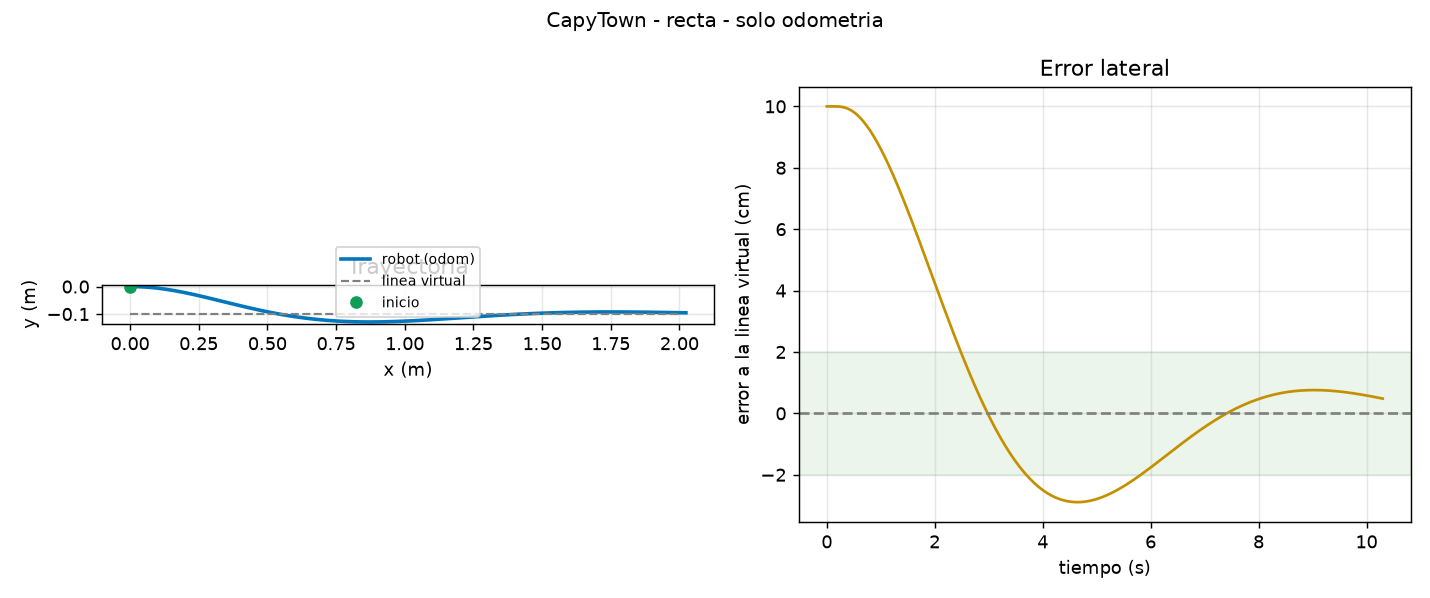 CapyTown - recta - solo odometria
Trayectoria
robot (odom)
linea virtual
inicio
y (m)
0.0
−0.1
0.00 0.25 0.50 0.75 1.00 1.25 1.50 1.75 2.00
x (m)
Error lateral
error a la linea virtual (cm)
10
8
6
4
2
0
−2
0 2 4 6 8 10
tiempo (s)